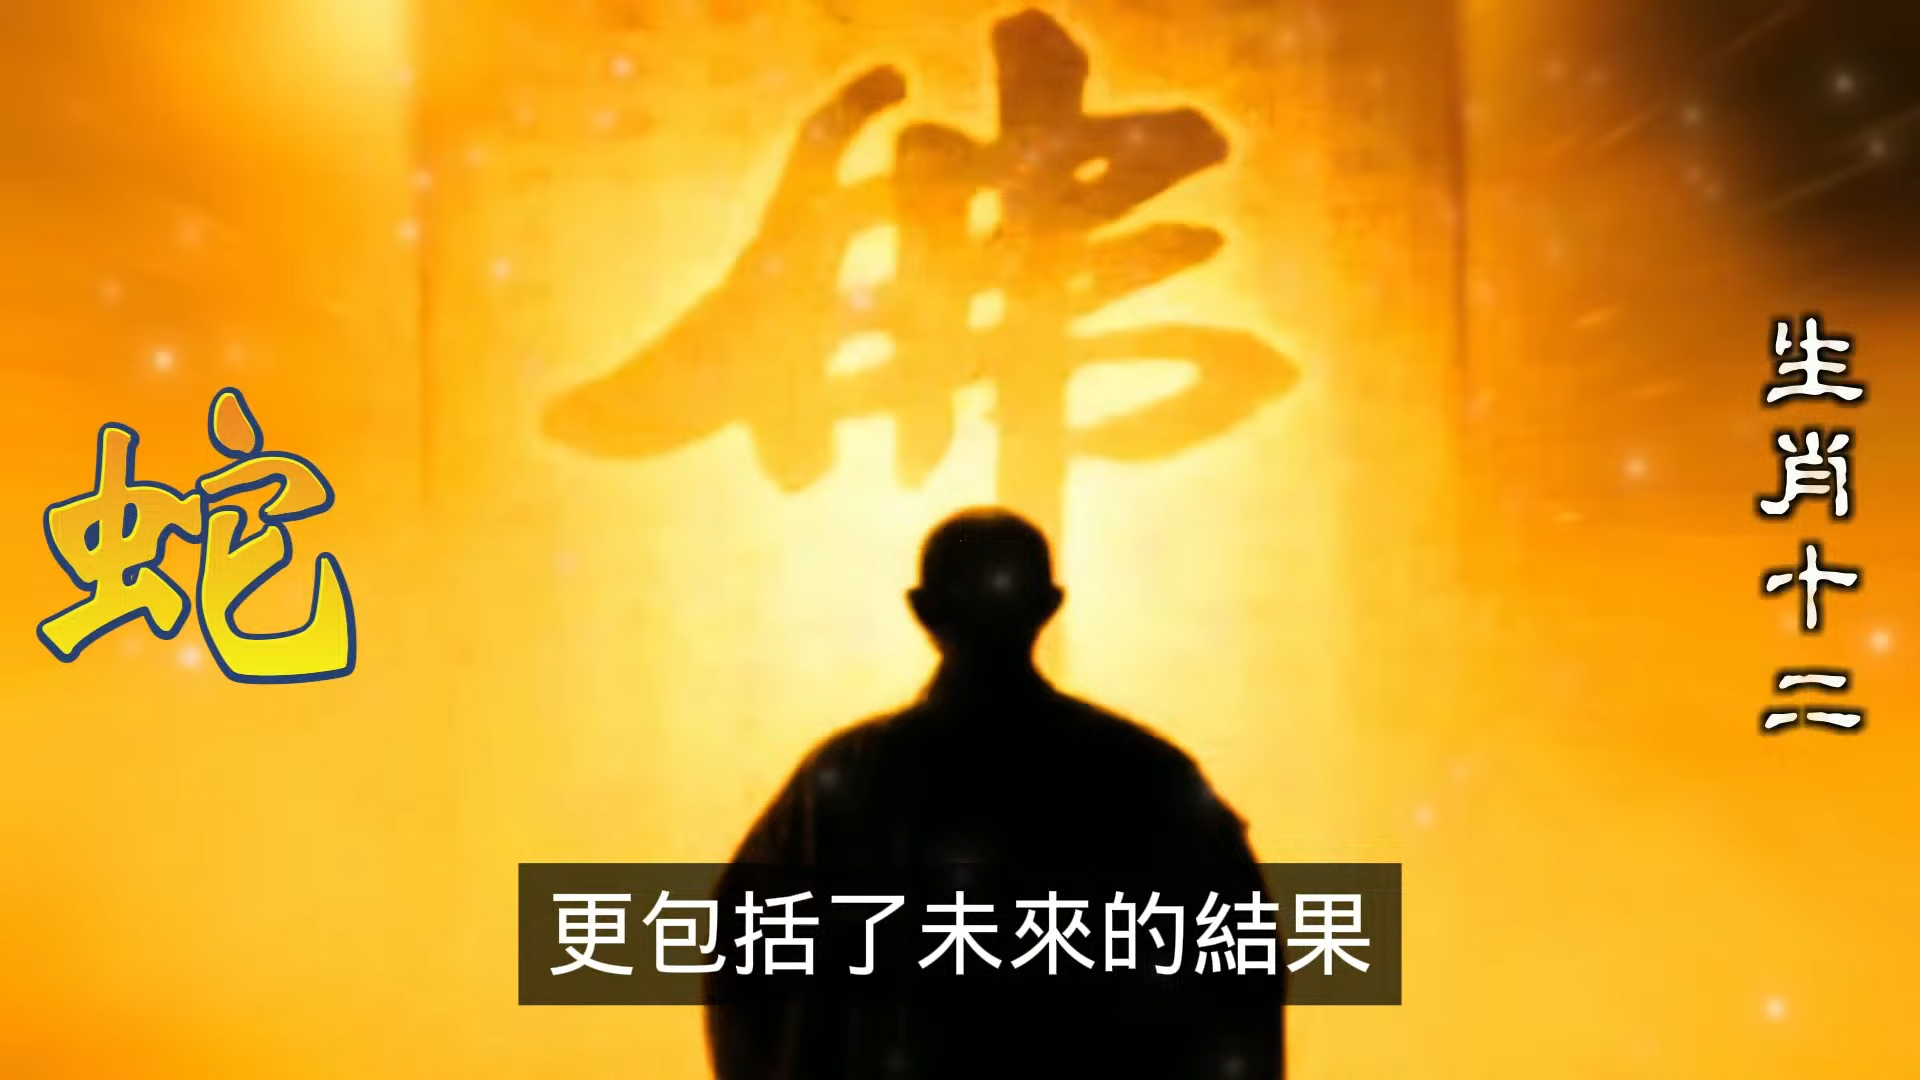 佛
蛇
生肖十二
更包括了未來的結果